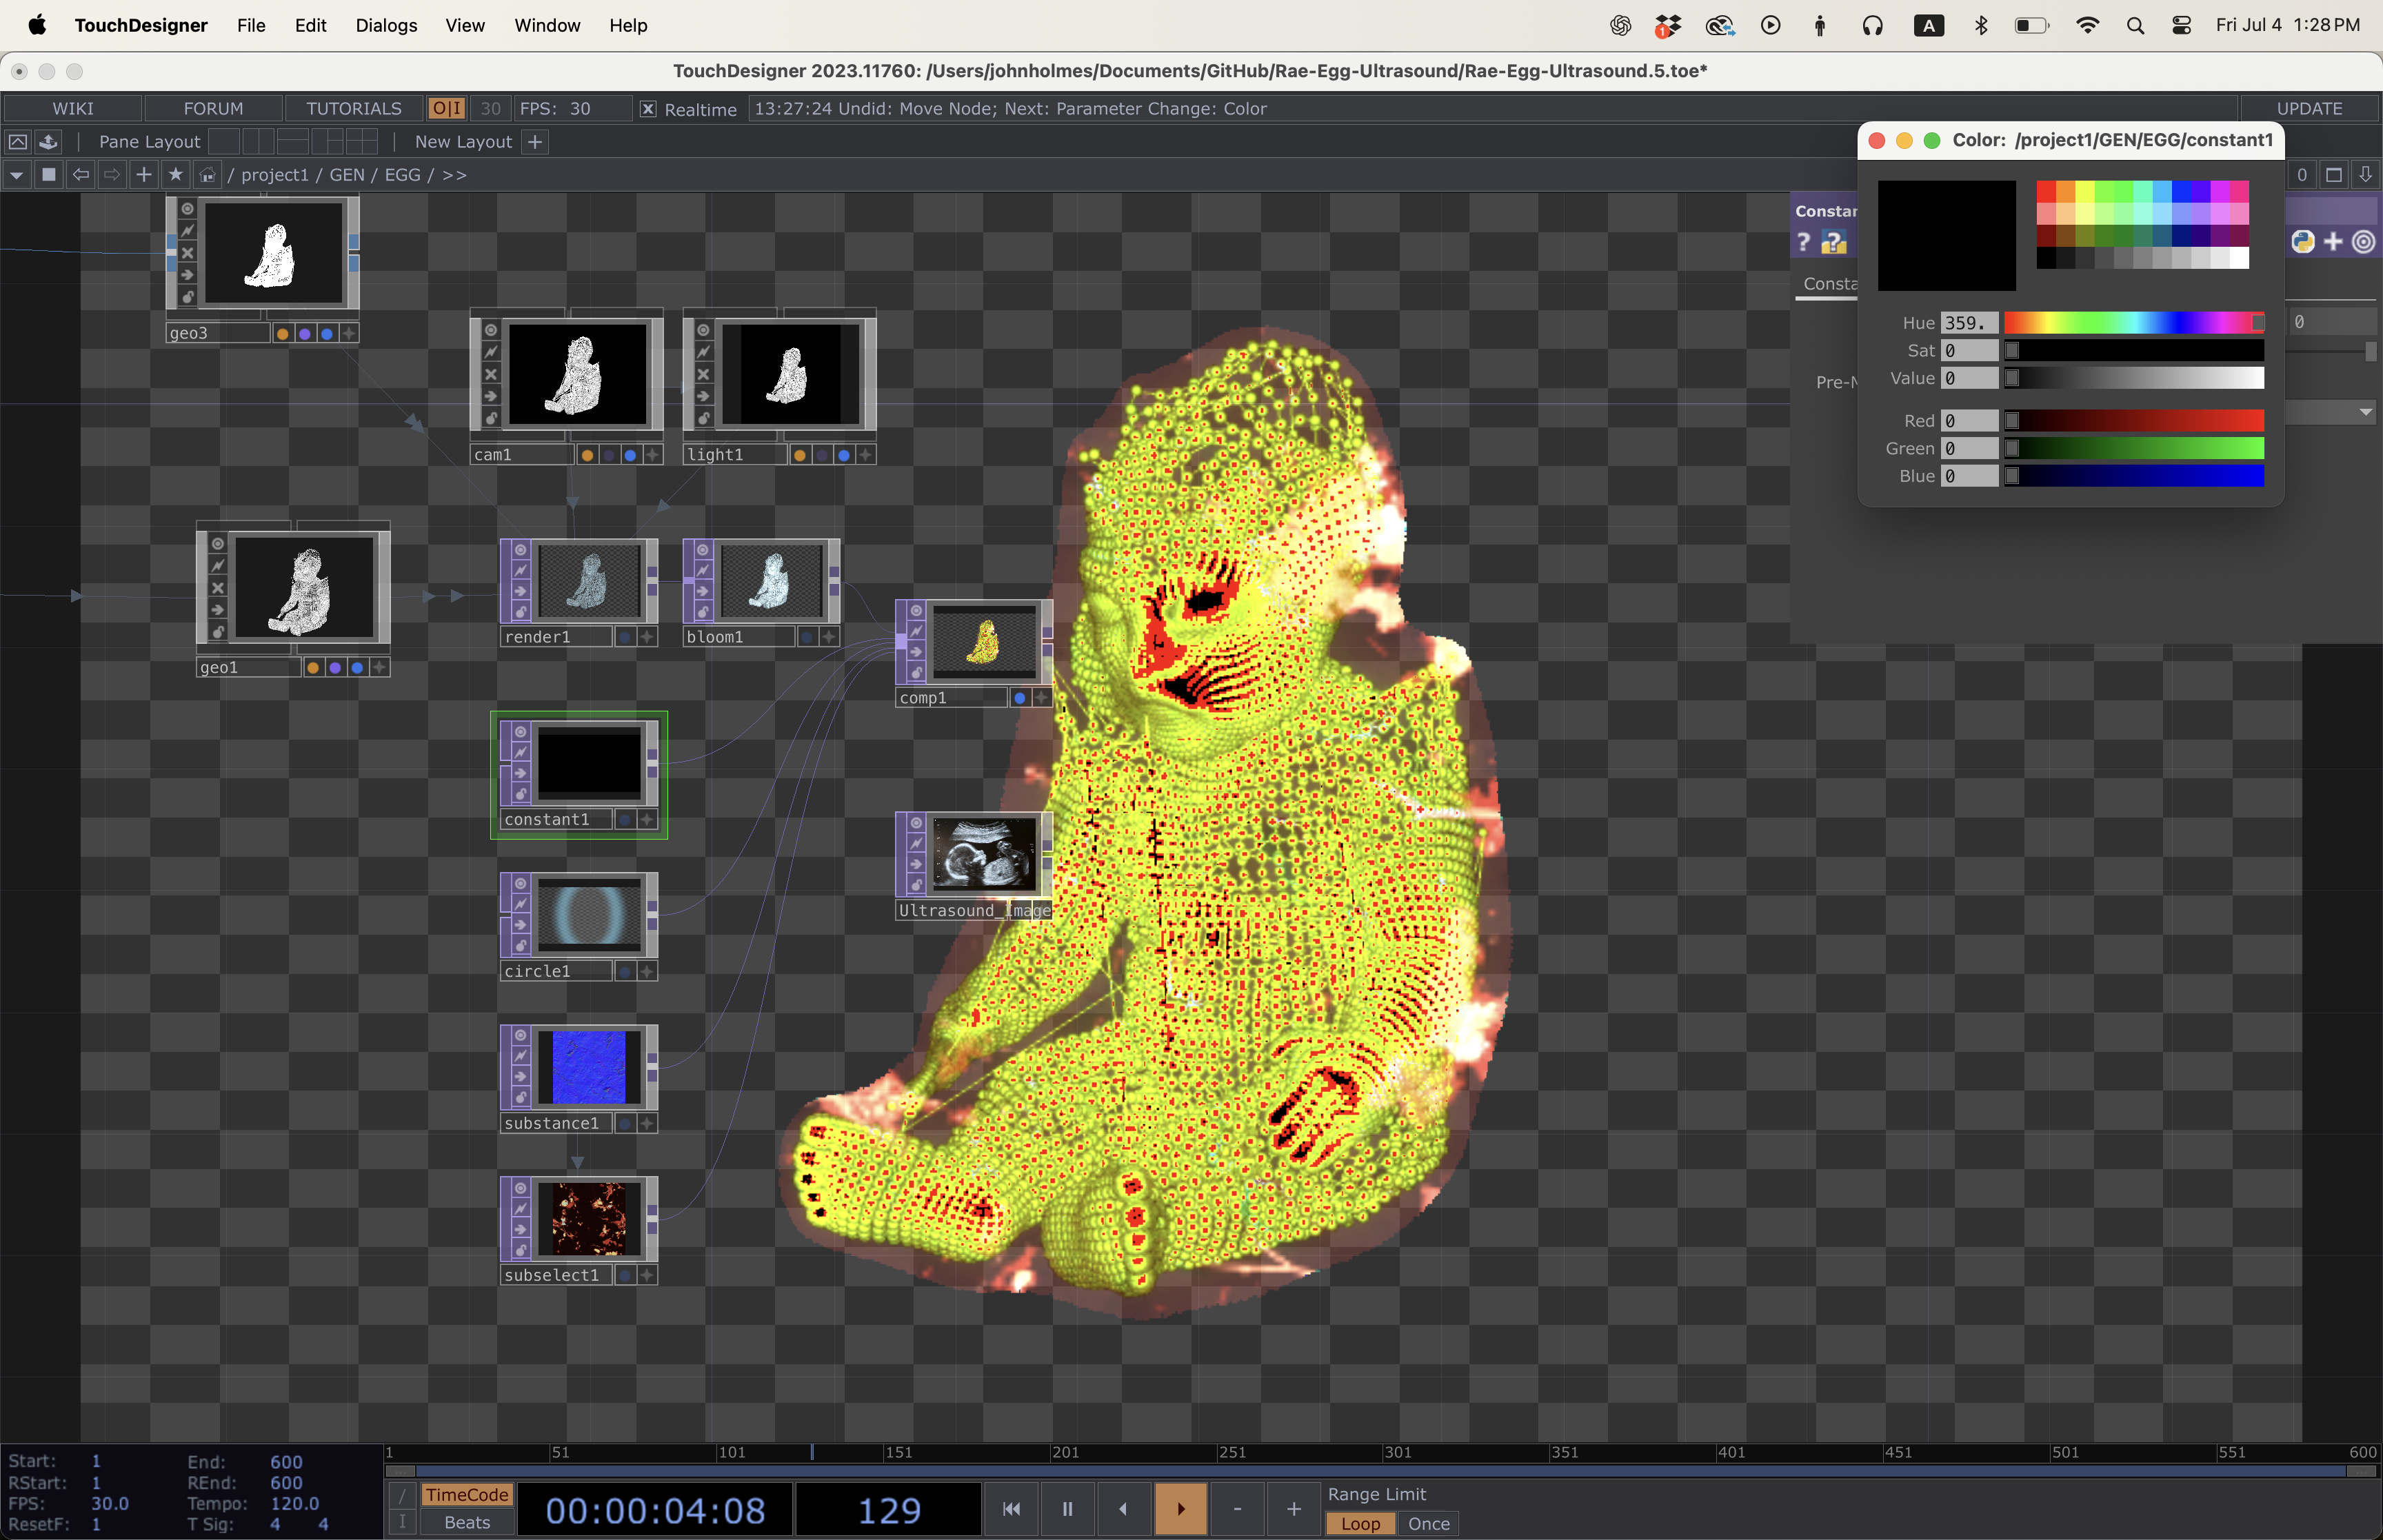 TouchDesigner File Edit Dialogs View Window Help
1 A Fri Jul 4 1:28 PM
TouchDesigner 2023.11760: /Users/johnholmes/Documents/GitHub/Rae-Egg-Ultrasound/Rae-Egg-Ultrasound.5.toe*
WIKI FORUM TUTORIALS O|I 30 FPS: 30 Realtime 13:27:24 Undid: Move Node; Next: Parameter Change: Color UPDATE
Pane Layout New Layout +
/ project1 / GEN / EGG / >>
0
Color: /project1/GEN/EGG/constant1
Hue 359.
Sat 0
Value 0
Red 0
Green 0
Blue 0
0
geo3
cam1
light1
geo1
render1
bloom1
comp1
constant1
Ultrasound_Image
circle1
substance1
subselect1
1 51 101 151 201 251 301 351 401 451 501 551 600
Start: 1 End: 600
RStart: 1 REnd: 600
FPS: 30.0 Tempo: 120.0
ResetF: 1 T Sig: 4 4
/ TimeCode
I Beats
00:00:04:08
129
- +
Range Limit
Loop Once